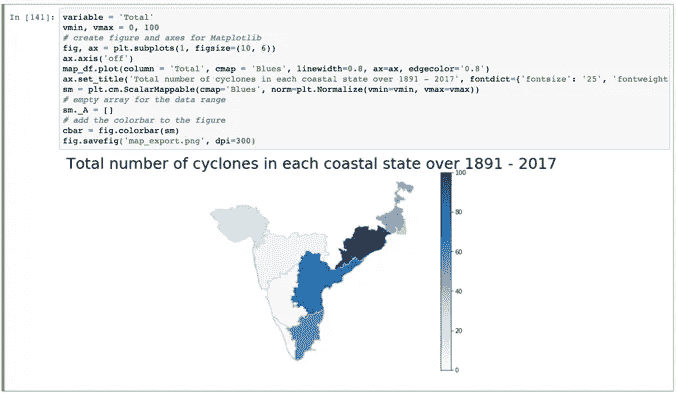 In [141]: variable = 'Total'
vmin, vmax = 0, 100
# create figure and axes for Matplotlib
fig, ax = plt.subplots(1, figsize=(10, 6))
ax.axis('off')
map_df.plot(column = 'Total', cmap = 'Blues', linewidth=0.8, ax=ax, edgecolor='0.8')
ax.set_title('Total number of cyclones in each coastal state over 1891 - 2017', fontdict={'fontsize': '25', 'fontweight
sm = plt.cm.ScalarMappable(cmap='Blues', norm=plt.Normalize(vmin=vmin, vmax=vmax))
# empty array for the data range
sm._A = []
# add the colorbar to the figure
cbar = fig.colorbar(sm)
fig.savefig('map_export.png', dpi=300)
Total number of cyclones in each coastal state over 1891 - 2017
100
80
60
40
20
0